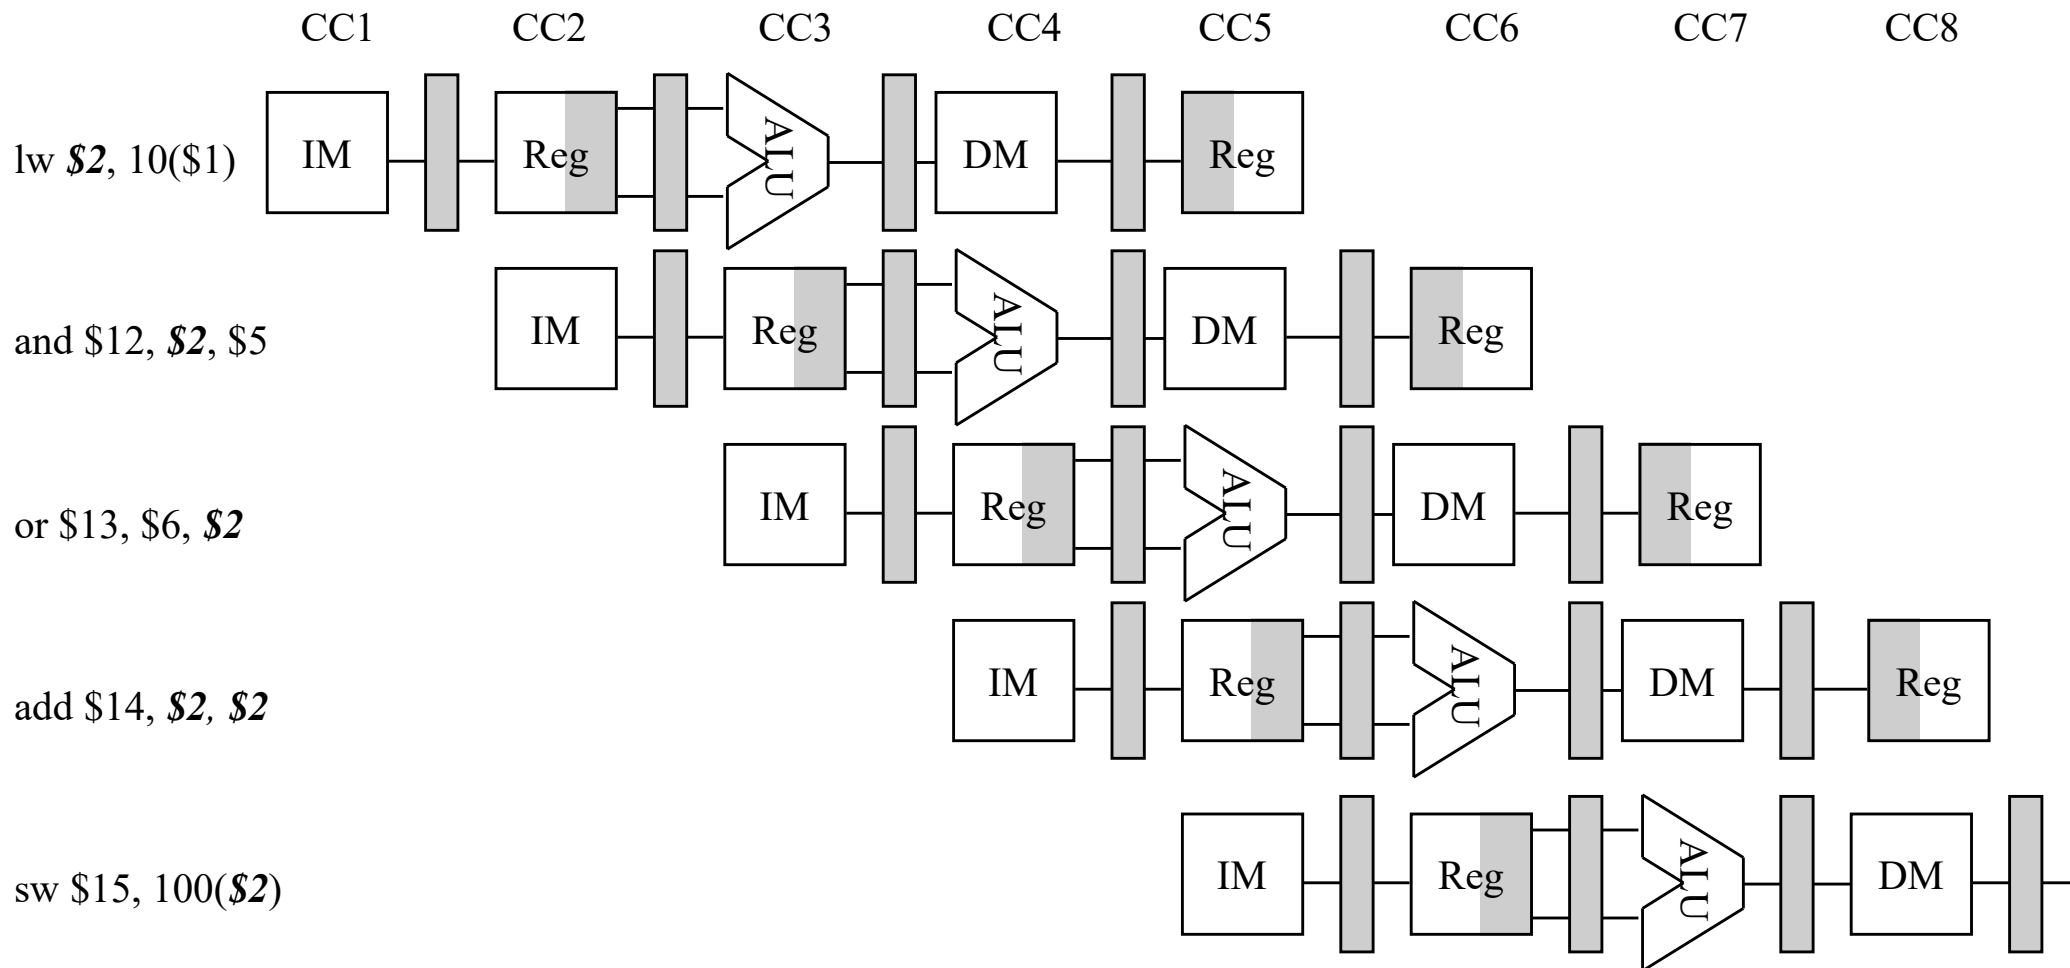 CC1 CC2 CC3 CC4 CC5 CC6 CC7 CC8
lw $2, 10($1) IM Reg ALU DM Reg
and $12, $2, $5 IM Reg ALU DM Reg
or $13, $6, $2 IM Reg ALU DM Reg
add $14, $2, $2 IM Reg ALU DM Reg
sw $15, 100($2) IM Reg ALU DM